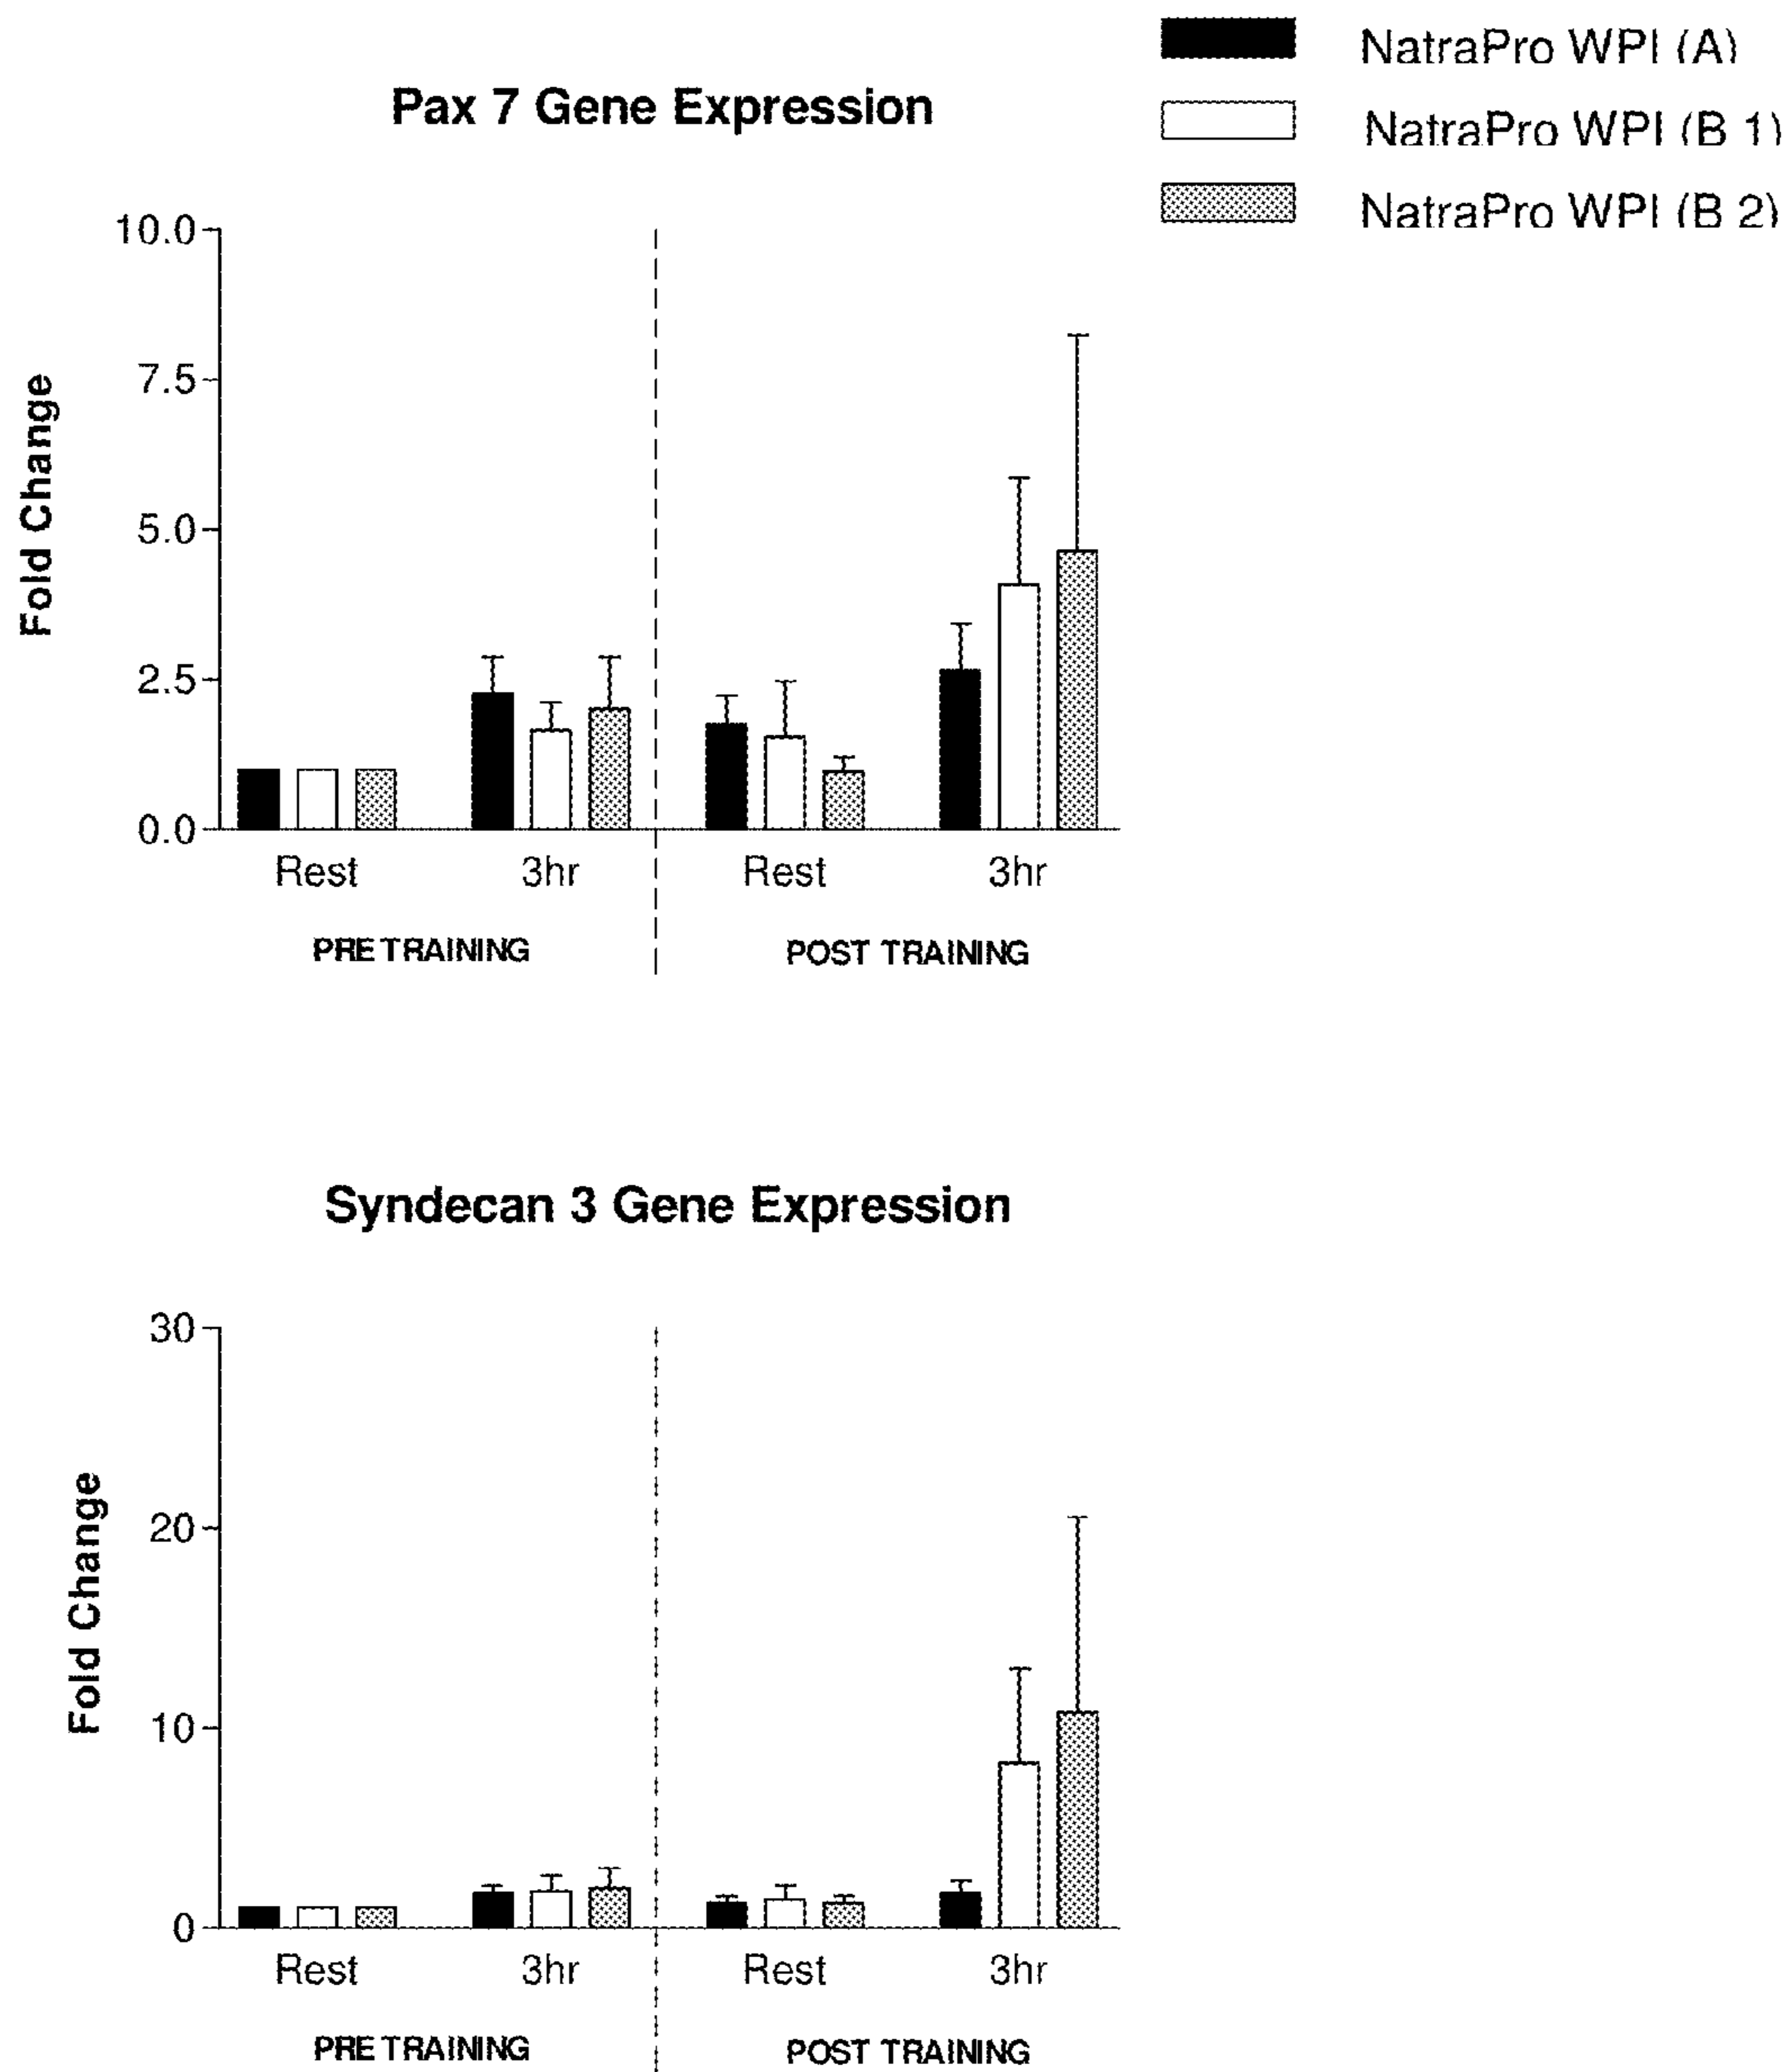 NatraPro WPI (A)
NatraPro WPI (B 1)
NatraPro WPI (B 2)
Pax 7 Gene Expression
Fold Change
10.0
7.5
5.0
2.5
0.0
Rest 3hr Rest 3hr
PRE TRAINING POST TRAINING
Syndecan 3 Gene Expression
Fold Change
30
20
10
0
Rest 3hr Rest 3hr
PRE TRAINING POST TRAINING